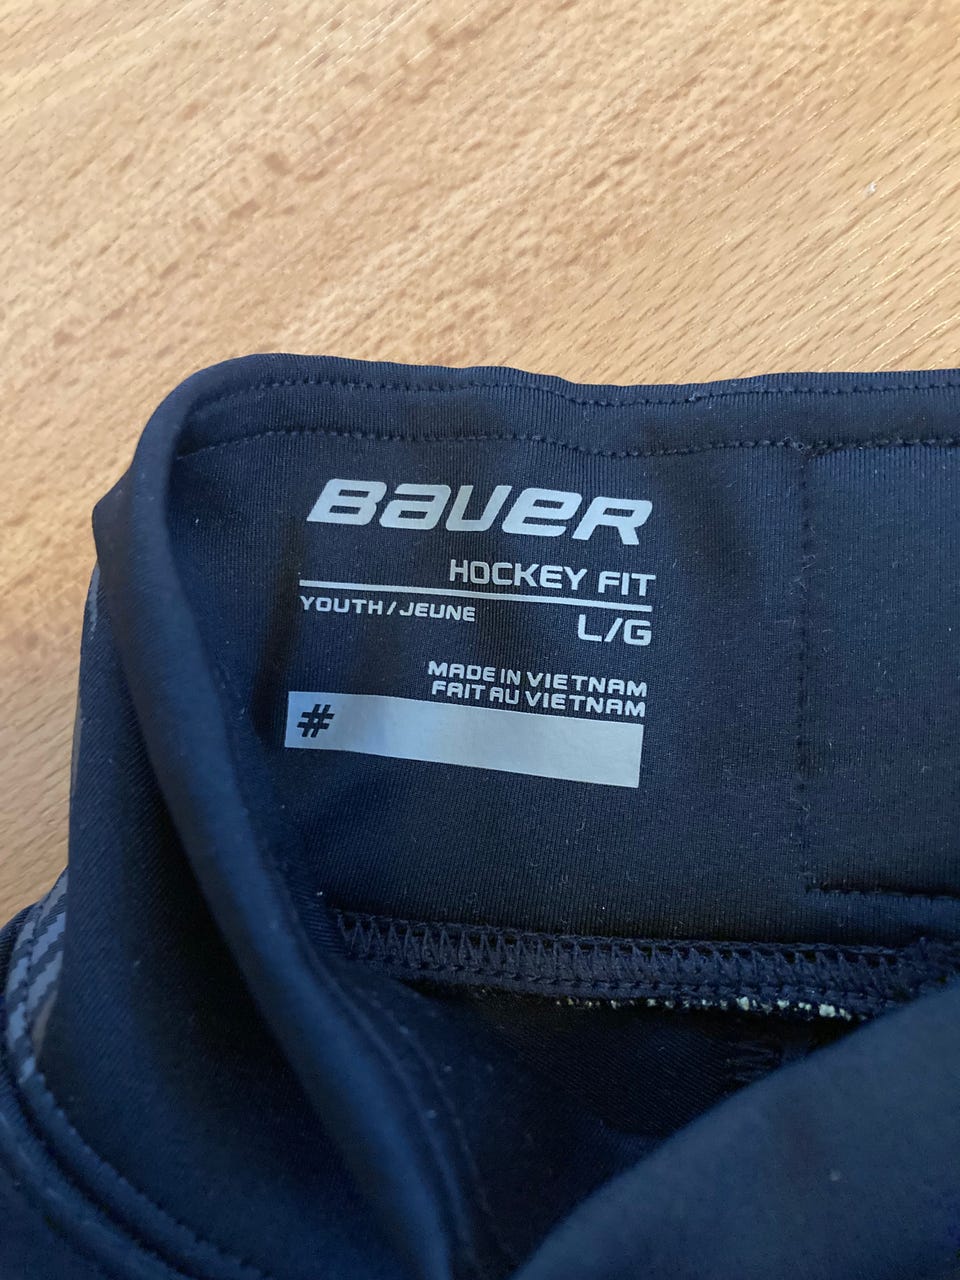 BAUER
HOCKEY FIT
YOUTH/JEUNE
L/G
MADE IN VIETNAM
FAIT AU VIETNAM
#